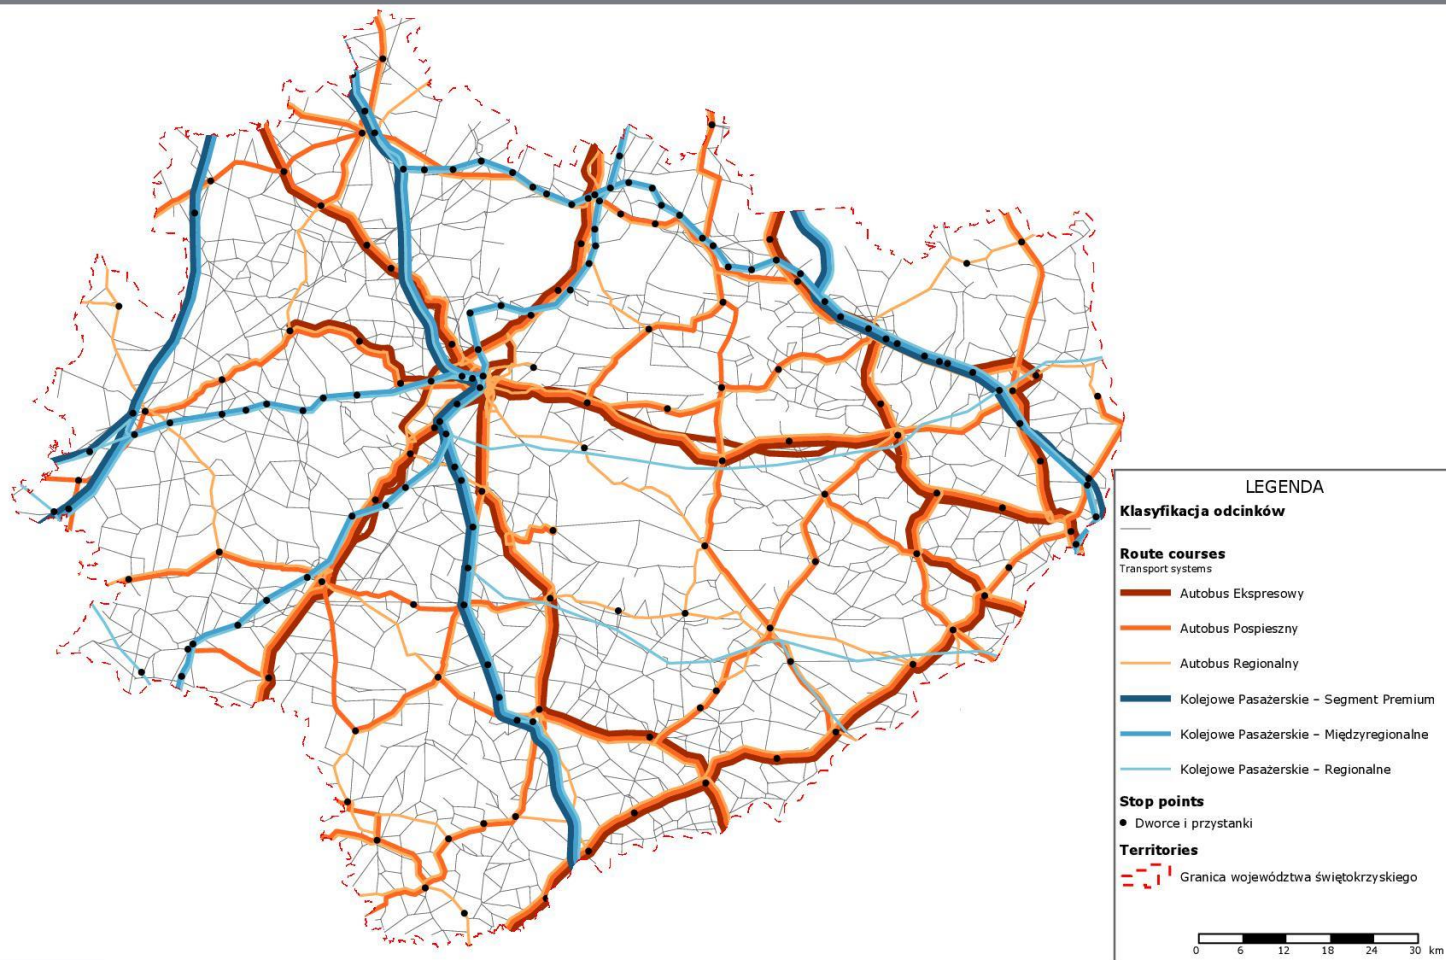 LEGENDA
Klasyfikacja odcinków
Route courses
Transport systems
Autobus Ekspresowy
Autobus Pospieszny
Autobus Regionalny
Kolejowe Pasażerskie – Segment Premium
Kolejowe Pasażerskie – Międzyregionalne
Kolejowe Pasażerskie – Regionalne
Stop points
Dworce i przystanki
Territories
Granica województwa świętokrzyskiego
0 6 12 18 24 30 km